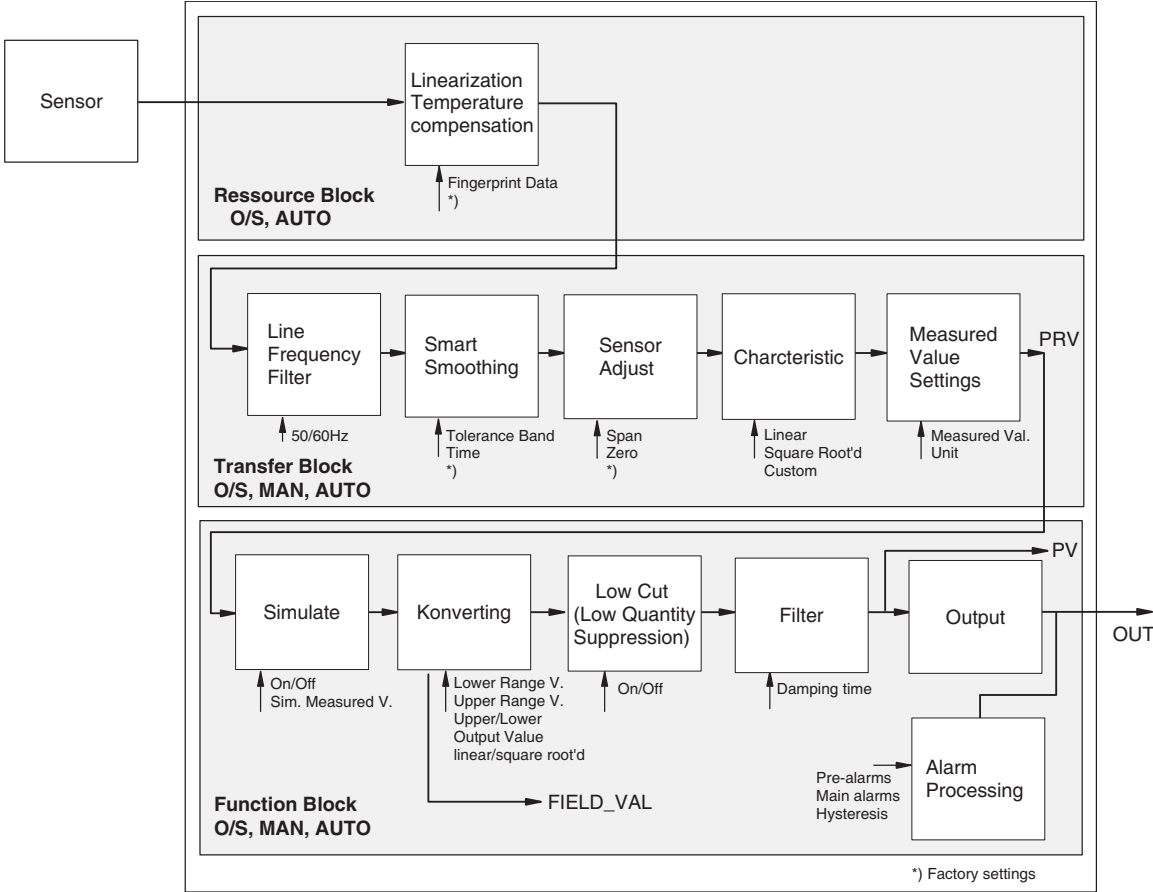 Sensor
Linearization
Temperature
compensation
Fingerprint Data
*)
Ressource Block
O/S, AUTO
Line
Frequency
Filter
Smart
Smoothing
Sensor
Adjust
Charcteristic
Measured
Value
Settings
PRV
50/60Hz
Tolerance Band
Time
*)
Span
Zero
*)
Linear
Square Root'd
Custom
Measured Val.
Unit
Transfer Block
O/S, MAN, AUTO
Simulate
Konverting
Low Cut
(Low Quantity
Suppression)
Filter
PV
Output
OUT
On/Off
Sim. Measured V.
Lower Range V.
Upper Range V.
Upper/Lower
Output Value
linear/square root'd
On/Off
Damping time
Pre-alarms
Main alarms
Hysteresis
Alarm
Processing
FIELD_VAL
Function Block
O/S, MAN, AUTO
*) Factory settings